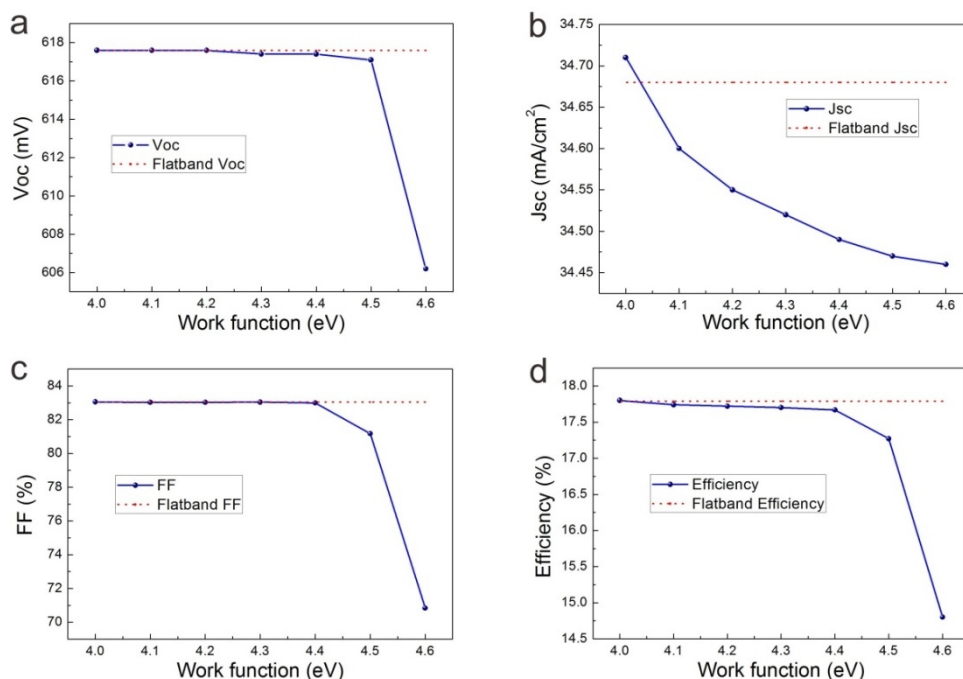 a
618
616
614
612
610
608
606
Voc (mV)
Voc
Flatband Voc
4.0 4.1 4.2 4.3 4.4 4.5 4.6
Work function (eV)
b
34.70
34.65
34.60
34.55
34.50
34.45
Jsc (mA/cm²)
Jsc
Flatband Jsc
4.0 4.1 4.2 4.3 4.4 4.5 4.6
Work function (eV)
c
84
82
80
78
76
74
72
70
FF (%)
FF
Flatband FF
4.0 4.1 4.2 4.3 4.4 4.5 4.6
Work function (eV)
d
18.0
17.5
17.0
16.5
16.0
15.5
15.0
14.5
Efficiency (%)
Efficiency
Flatband Efficiency
4.0 4.1 4.2 4.3 4.4 4.5 4.6
Work function (eV)